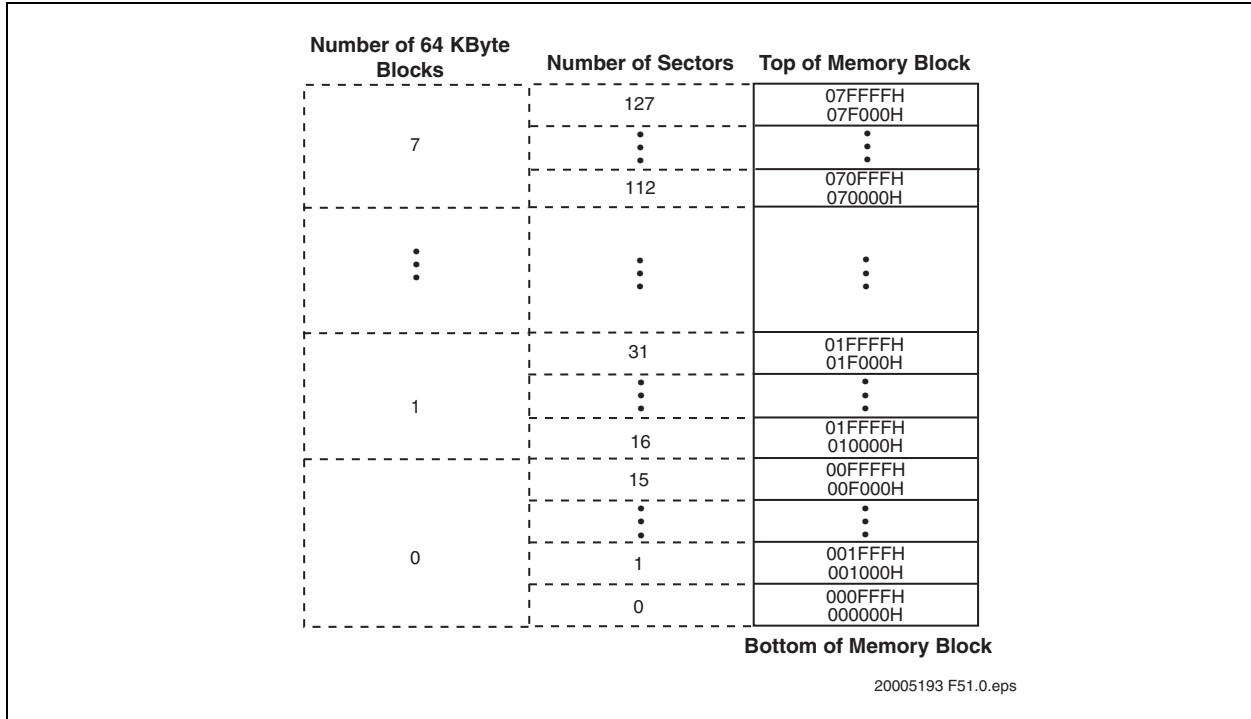 Number of 64 KByte
Blocks
Number of Sectors
Top of Memory Block
7
127
07FFFFH
07F000H
112
070FFFH
070000H
1
31
01FFFFH
01F000H
16
01FFFFH
010000H
0
15
00FFFFH
00F000H
1
001FFFH
001000H
0
000FFFH
000000H
Bottom of Memory Block
20005193 F51.0.eps